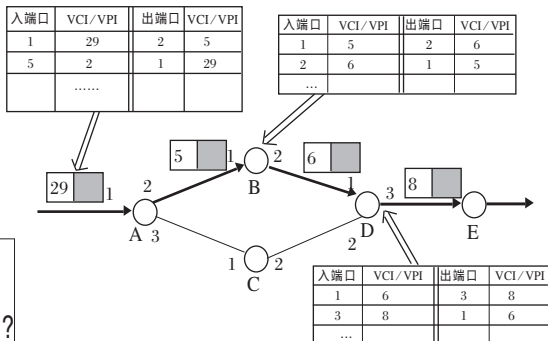 入端口 VCI/VPI 出端口 VCI/VPI
1 29 2 5
5 2 1 29
……
入端口 VCI/VPI 出端口 VCI/VPI
1 5 2 6
2 6 1 5
…
29 1
2
A 3
5 1
B
2
6 1
1 C 2
3
D
2
8
E
?
入端口 VCI/VPI 出端口 VCI/VPI
1 6 3 8
3 8 1 6
…